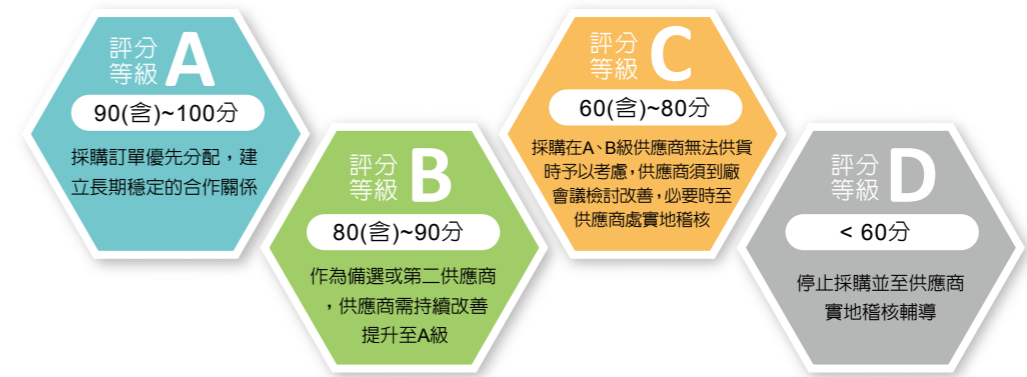 評分
等級 A
90(含)~100分
採購訂單優先分配，建
立長期穩定的合作關係
評分
等級 B
80(含)~90分
作為備選或第二供應商
，供應商需持續改善
提升至A級
評分
等級 C
60(含)~80分
採購在A、B級供應商無法供貨
時予以考慮，供應商須到廠
會議檢討改善，必要時至
供應商處實地稽核
評分
等級 D
< 60分
停止採購並至供應商
實地稽核輔導